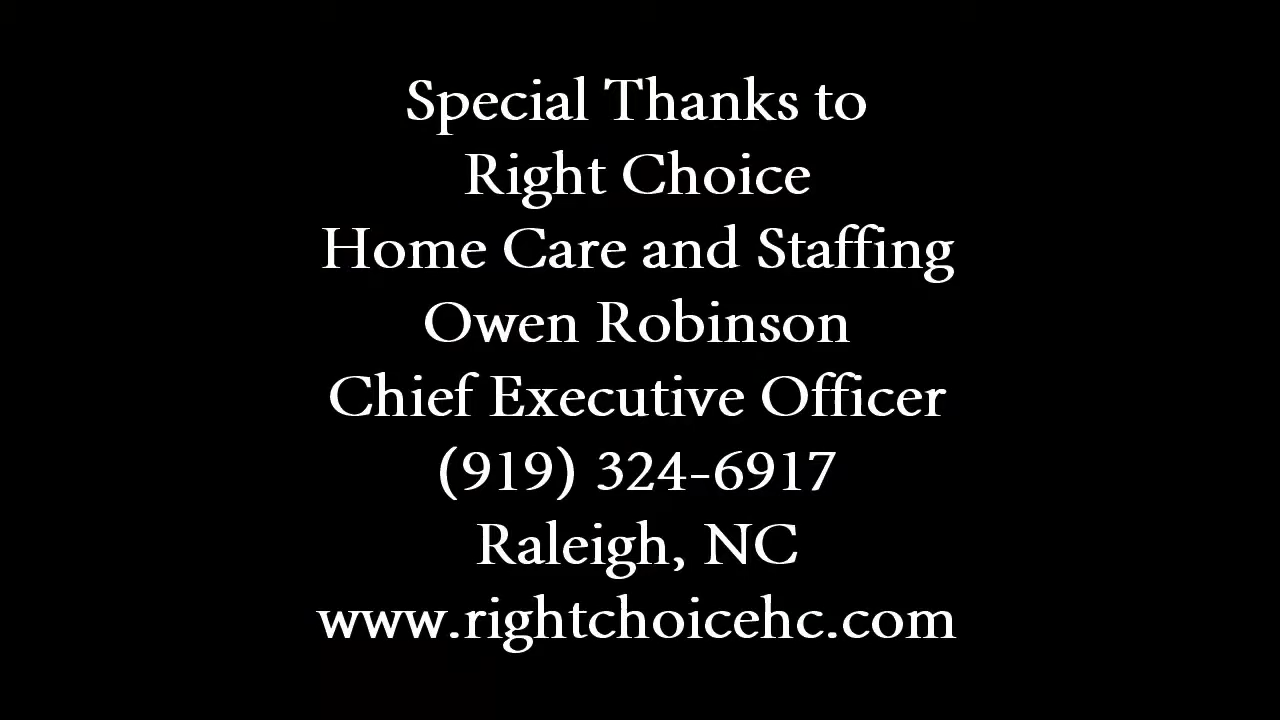 Special Thanks to
Right Choice
Home Care and Staffing
Owen Robinson
Chief Executive Officer
(919) 324-6917
Raleigh, NC
www.rightchoicehc.com